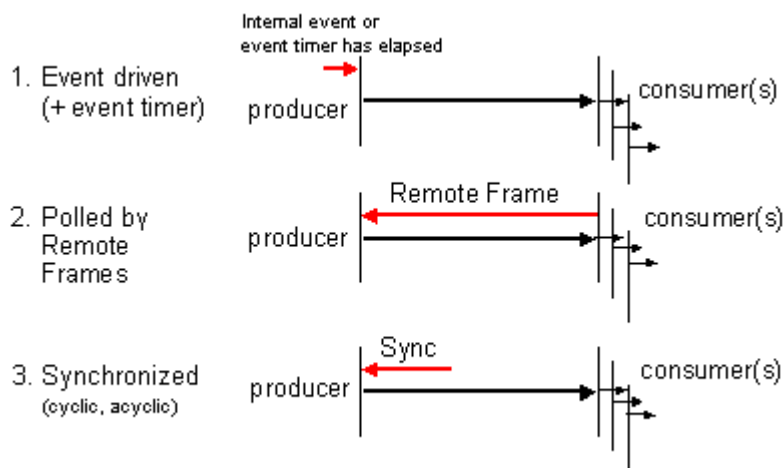 Internal event or
event timer has elapsed
1. Event driven
(+ event timer)
producer
consumer(s)
2. Polled by
Remote
Frames
Remote Frame
producer
consumer(s)
3. Synchronized
(cyclic, acyclic)
Sync
producer
consumer(s)